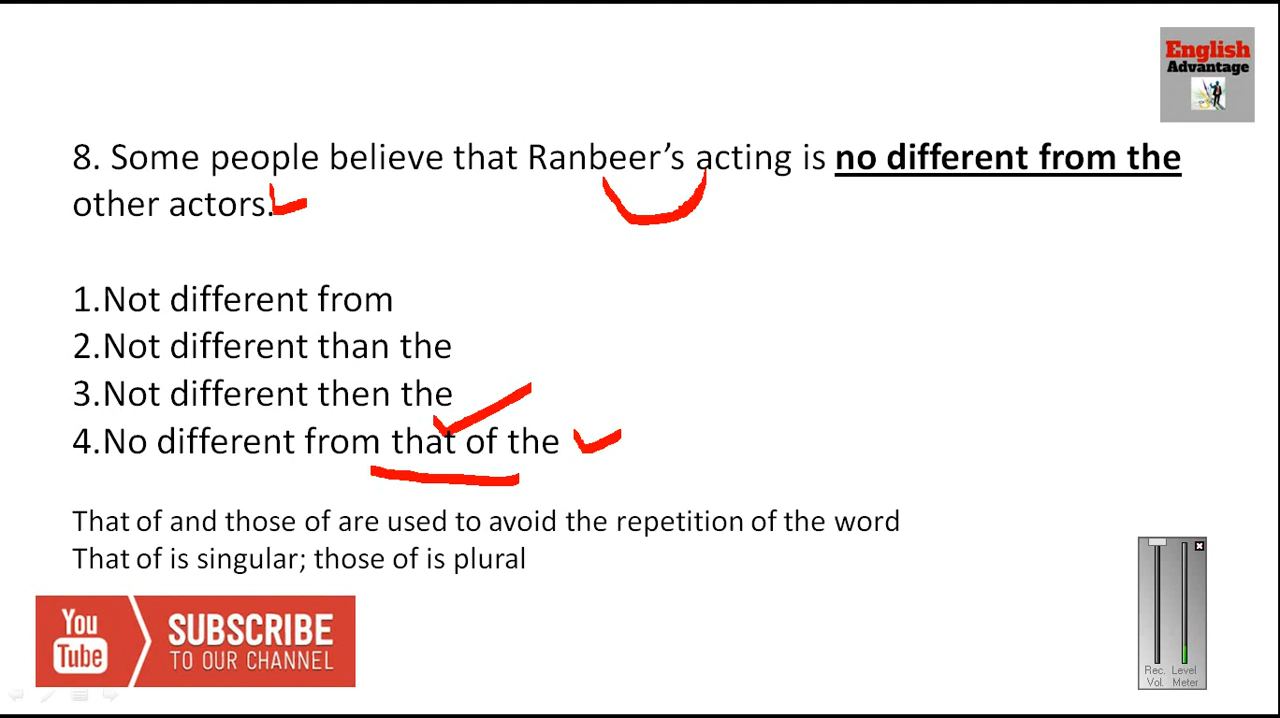 English
Advantage
8. Some people believe that Ranbeer’s acting is no different from the
other actors.
1.Not different from
2.Not different than the
3.Not different then the
4.No different from that of the
That of and those of are used to avoid the repetition of the word
That of is singular; those of is plural
You
Tube
SUBSCRIBE
TO OUR CHANNEL
Rec. Level
Vol. Meter